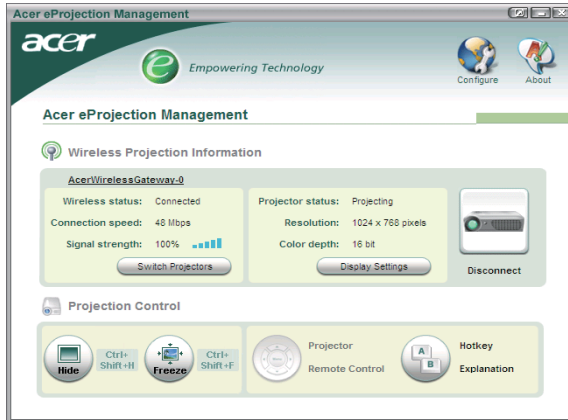 Acer eProjection Management
acer
e Empowering Technology
Configure
About
Acer eProjection Management
Wireless Projection Information
AcerWirelessGateway-0
Wireless status: Connected
Connection speed: 48 Mbps
Signal strength: 100%
Switch Projectors
Projector status: Projecting
Resolution: 1024 x 768 pixels
Color depth: 16 bit
Display Settings
Disconnect
Projection Control
Hide
Ctrl+
Shift+H
Freeze
Ctrl+
Shift+F
Projector
Remote Control
A
B
Hotkey
Explanation